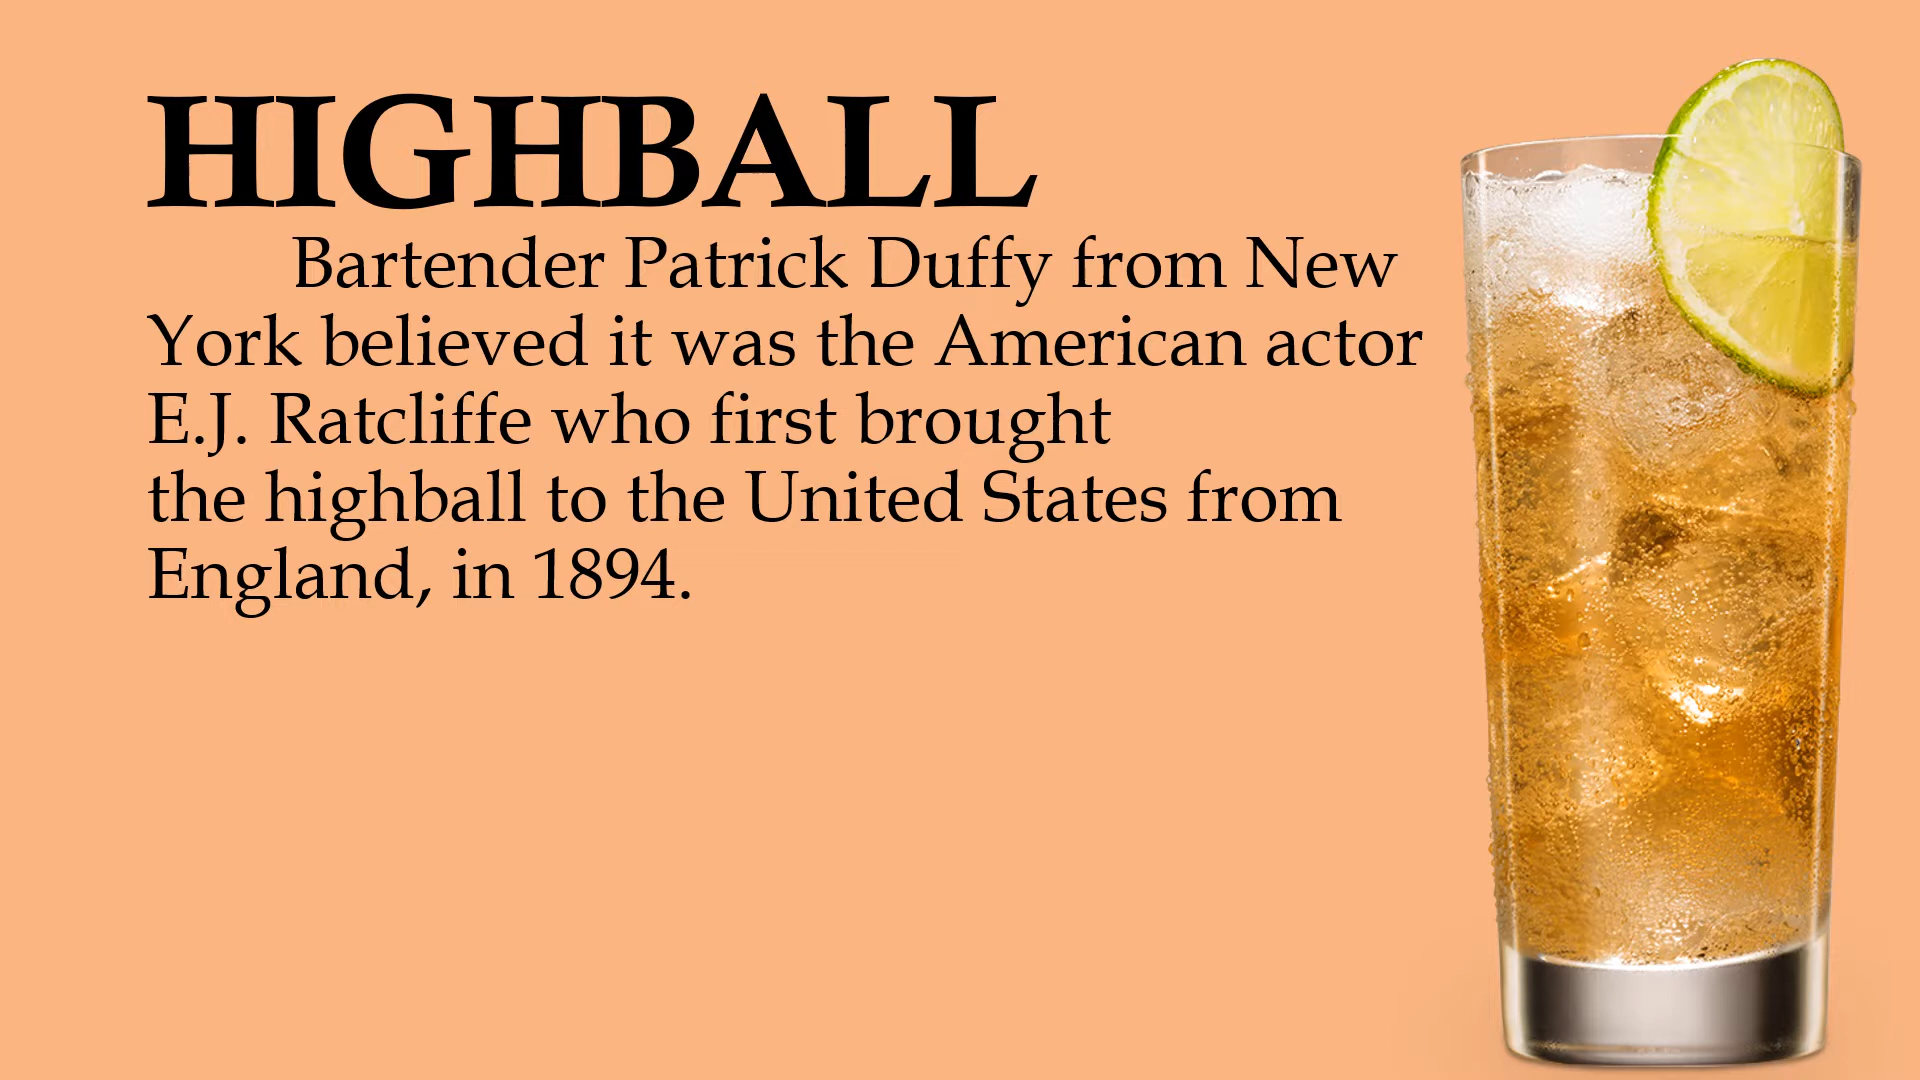 HIGHBALL
Bartender Patrick Duffy from New
York believed it was the American actor
E.J. Ratcliffe who first brought
the highball to the United States from
England, in 1894.